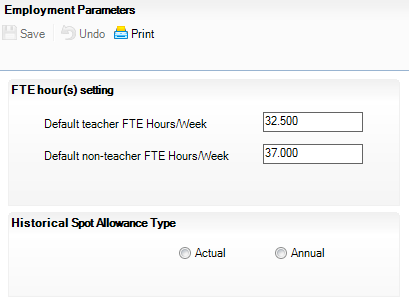 Employment Parameters
Save Undo Print
FTE hour(s) setting
Default teacher FTE Hours/Week 32.500
Default non-teacher FTE Hours/Week 37.000
Historical Spot Allowance Type
Actual Annual